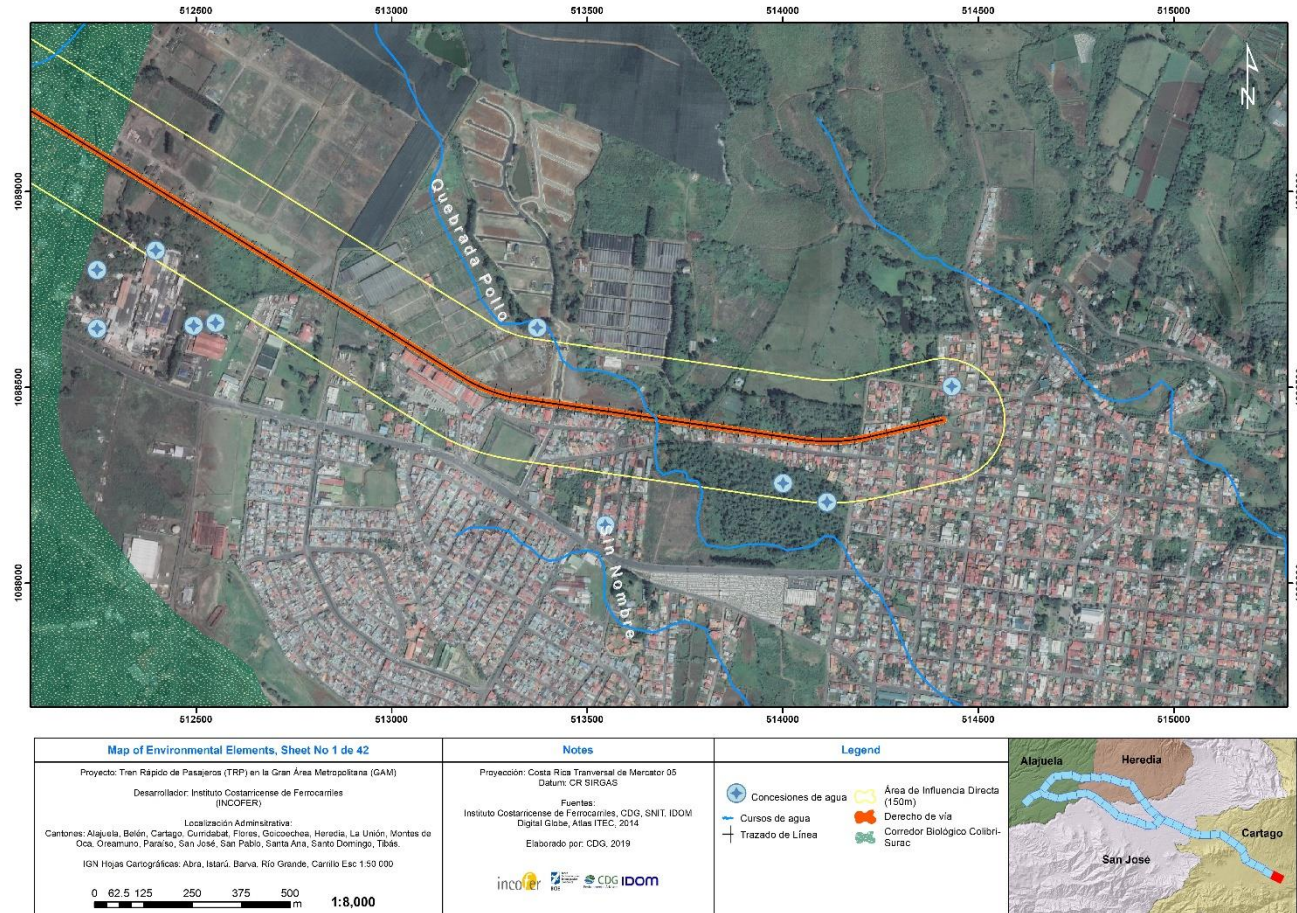 512500 513000 513500 514000 514500 515000
1089000
1088500
1088000
N
Quebrada Pollo
Sin Nombre
512500 513000 513500 514000 514500 515000
Map of Environmental Elements, Sheet No 1 de 42
Proyecto: Tren Rápido de Pasajeros (TRP) en la Gran Área Metropolitana (GAM)
Desarrollador: Instituto Costarricense de Ferrocarriles
(INCOFER)
Localización Adminsitrativa:
Cantones: Alajuela, Belén, Cartago, Curridabat, Flores, Goicoechea, Heredia, La Unión, Montes de
Oca, Oreamuno, Paraíso, San José, San Pablo, Santa Ana, Santo Domingo, Tibás.
IGN Hojas Cartográficas: Abra, Istarú, Barva, Río Grande, Carrillo Esc 1:50 000
0 62.5 125 250 375 500
m
1:8,000
Notes
Proyección: Costa Rica Tranversal de Mercator 05
Datum: CR SIRGAS
Fuentes:
Instituto Costarricense de Ferrocarriles, CDG, SNIT, IDOM
Digital Globe, Atlas ITEC, 2014
Elaborado por: CDG, 2019
incofer
CDG IDOM
Legend
Concesiones de agua
Cursos de agua
Trazado de Línea
Área de Influencia Directa
(150m)
Derecho de vía
Corredor Biológico Colibrí-
Surac
Alajuela
Heredia
San José
Cartago